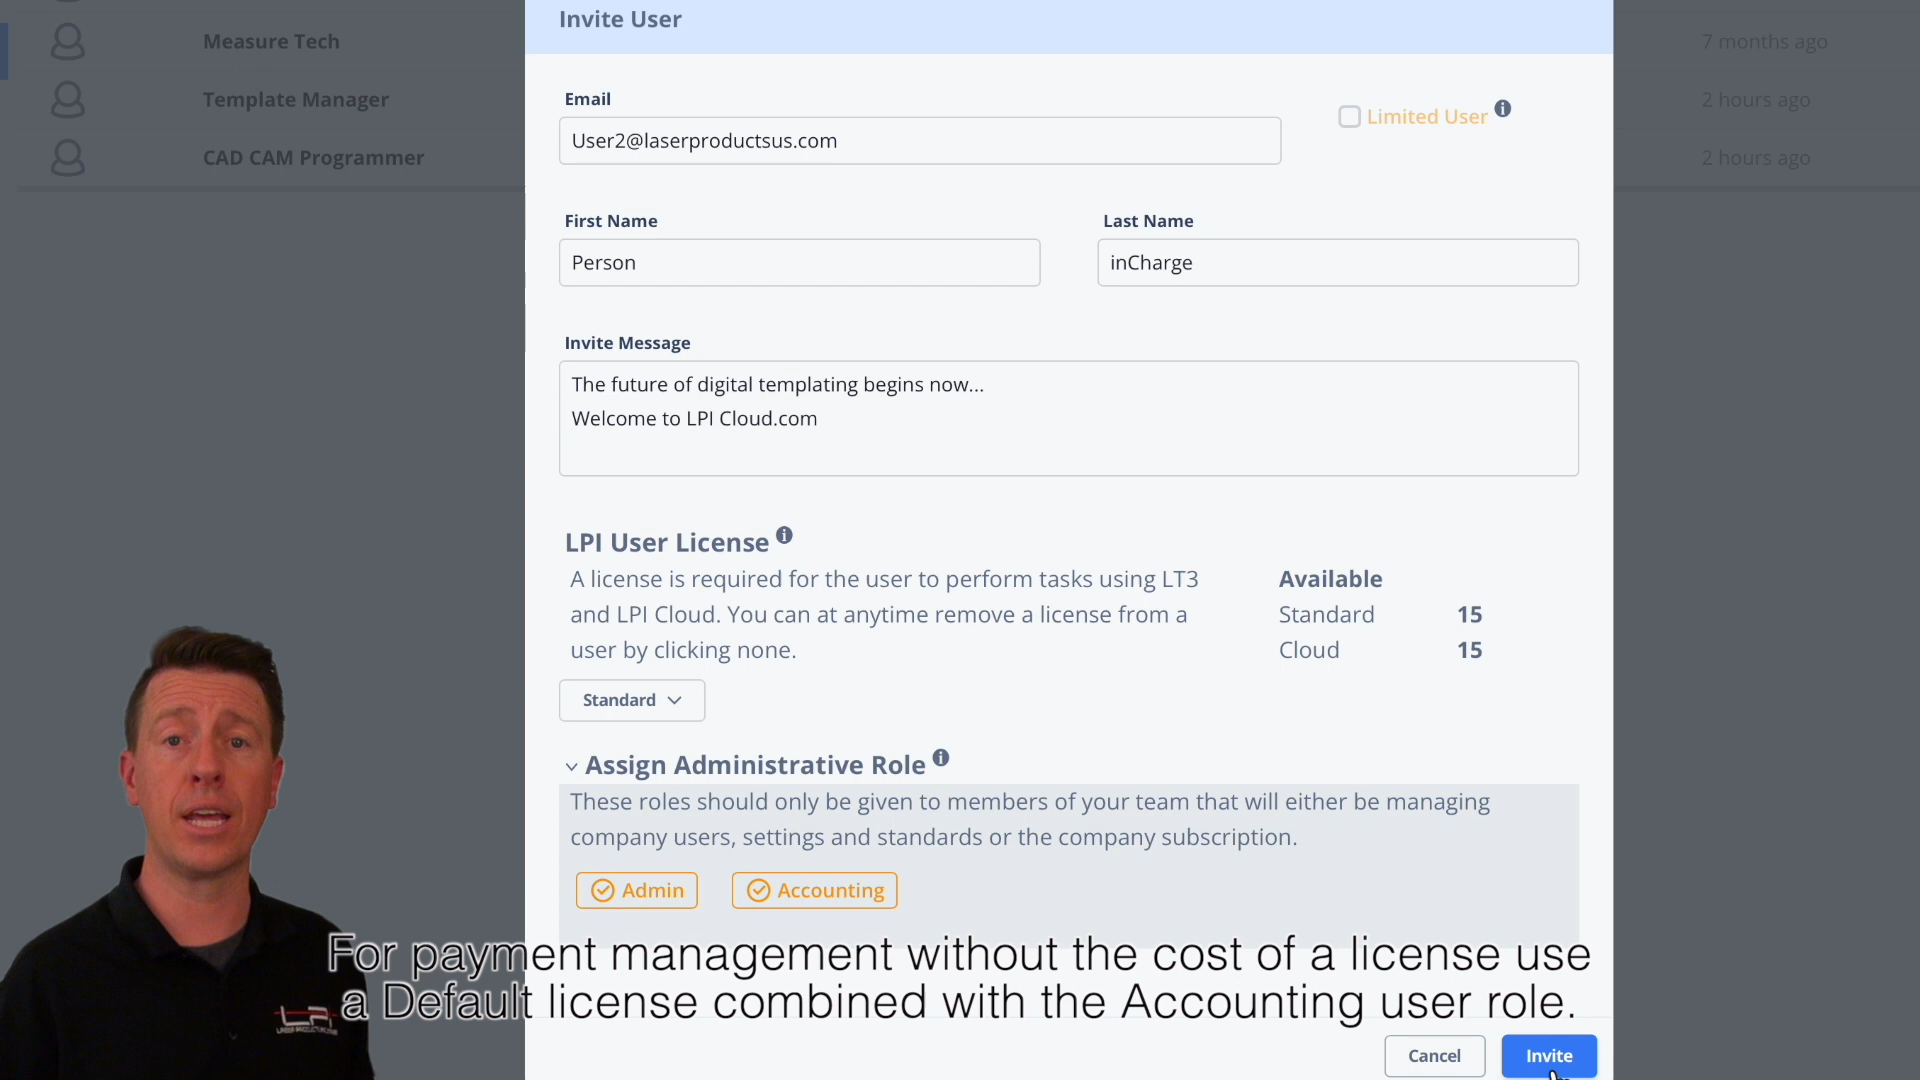 Invite User
Measure Tech
7 months ago
Template Manager
2 hours ago
CAD CAM Programmer
2 hours ago
Email
Limited User
User2@laserproductsus.com
First Name
Last Name
Person
inCharge
Invite Message
The future of digital templating begins now...
Welcome to LPI Cloud.com
LPI User License
A license is required for the user to perform tasks using LT3
and LPI Cloud. You can at anytime remove a license from a
user by clicking none.
Available
Standard 15
Cloud 15
Standard
Assign Administrative Role
These roles should only be given to members of your team that will either be managing
company users, settings and standards or the company subscription.
Admin
Accounting
For payment management without the cost of a license use
a Default license combined with the Accounting user role.
LPI
Cancel
Invite